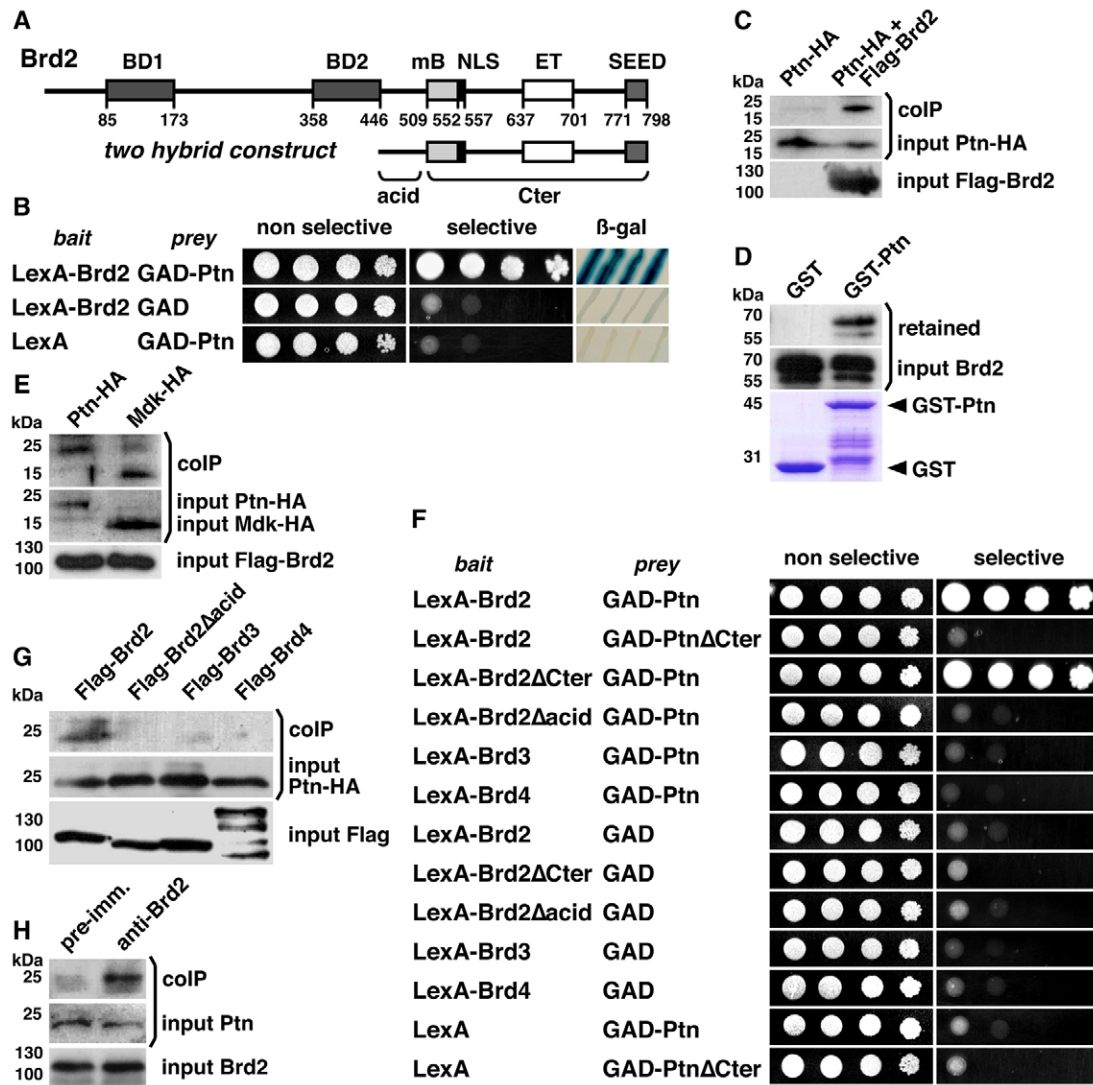 A
Brd2
BD1 BD2 mB NLS ET SEED
85 173 358 446 509 552 557 637 701 771 798
two hybrid construct
acid Cter
B
bait prey non selective selective ß-gal
LexA-Brd2 GAD-Ptn
LexA-Brd2 GAD
LexA GAD-Ptn
C
Ptn-HA
Ptn-HA +
Flag-Brd2
kDa
25
15
coIP
25
15
input Ptn-HA
130
100
input Flag-Brd2
D
GST
GST-Ptn
kDa
70
55
retained
70
55
input Brd2
45
GST-Ptn
31
GST
E
Ptn-HA
Mdk-HA
kDa
25
15
coIP
25
15
input Ptn-HA
input Mdk-HA
130
100
input Flag-Brd2
F
bait prey non selective selective
LexA-Brd2 GAD-Ptn
LexA-Brd2 GAD-PtnΔCter
LexA-Brd2ΔCter GAD-Ptn
LexA-Brd2Δacid GAD-Ptn
LexA-Brd3 GAD-Ptn
LexA-Brd4 GAD-Ptn
LexA-Brd2 GAD
LexA-Brd2ΔCter GAD
LexA-Brd2Δacid GAD
LexA-Brd3 GAD
LexA-Brd4 GAD
LexA GAD-Ptn
LexA GAD-PtnΔCter
G
Flag-Brd2
Flag-Brd2Δacid
Flag-Brd3
Flag-Brd4
kDa
25
coIP
25
input
Ptn-HA
130
100
input Flag
H
pre-imm.
anti-Brd2
kDa
25
coIP
25
input Ptn
130
100
input Brd2